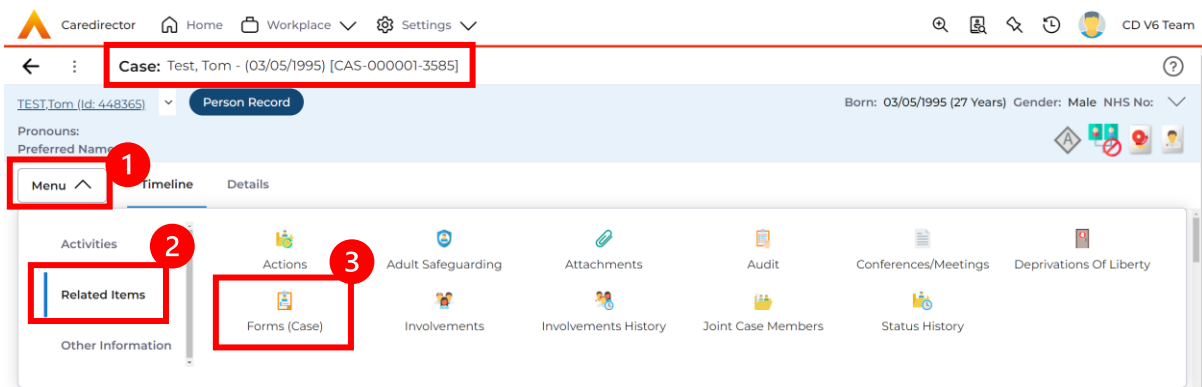 Caredirector Home Workplace Settings CD V6 Team
Case: Test, Tom - (03/05/1995) [CAS-000001-3585]
TEST,Tom (Id: 448365) Person Record Born: 03/05/1995 (27 Years) Gender: Male NHS No:
Pronouns:
Preferred Name
A
1
Menu Timeline Details
Activities 2
Actions 3 Adult Safeguarding Attachments Audit Conferences/Meetings Deprivations Of Liberty
Related Items
Forms (Case) Involvements Involvements History Joint Case Members Status History
Other Information